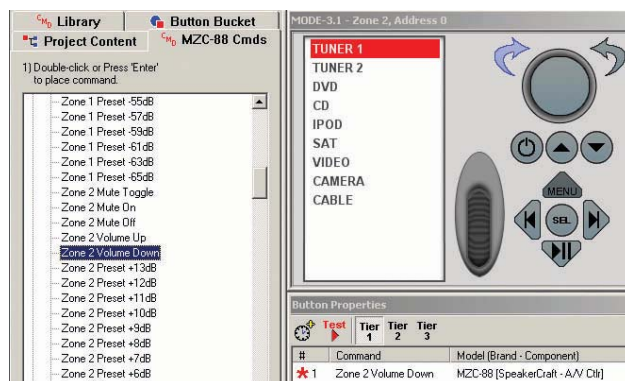 CMD Library
Button Bucket
Project Content
CMD MZC-88 Cmds
1) Double-click or Press 'Enter'
to place command.
Zone 1 Preset -55dB
Zone 1 Preset -57dB
Zone 1 Preset -59dB
Zone 1 Preset -61dB
Zone 1 Preset -63dB
Zone 1 Preset -65dB
Zone 2 Mute Toggle
Zone 2 Mute On
Zone 2 Mute Off
Zone 2 Volume Up
Zone 2 Volume Down
Zone 2 Preset +13dB
Zone 2 Preset +12dB
Zone 2 Preset +11dB
Zone 2 Preset +10dB
Zone 2 Preset +9dB
Zone 2 Preset +8dB
Zone 2 Preset +7dB
Zone 2 Preset +6dB
MODE-3.1 - Zone 2, Address 0
TUNER 1
TUNER 2
DVD
CD
IPOD
SAT
VIDEO
CAMERA
CABLE
MENU
SEL
Button Properties
Test
Tier 1
Tier 2
Tier 3
# Command Model (Brand - Component)
1 Zone 2 Volume Down MZC-88 [SpeakerCraft - A/V Ctlr]